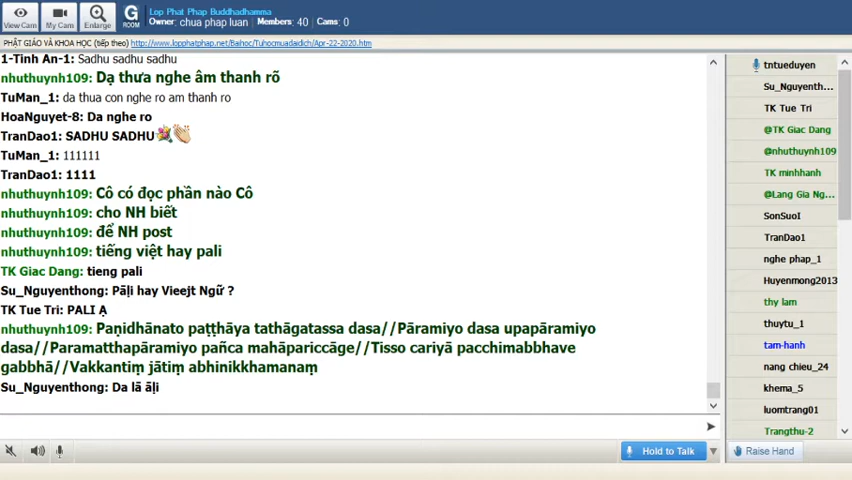 View Cam
My Cam
Enlarge
G
ROOM
Lop Phat Phap Buddhadhamma
Owner: chua phap luan Members: 40 Cams: 0
PHẬT GIÁO VÀ KHOA HỌC (tiếp theo) http://www.lopphatphap.net/Baihoc/Tuhocmuadaidich/Apr-22-2020.htm
1-Tinh An-1: Sadhu sadhu sadhu
nhuthuynh109: Dạ thưa nghe âm thanh rõ
TuMan_1: da thua con nghe ro am thanh ro
HoaNguyet-8: Da nghe ro
TranDao1: SADHU SADHU
TuMan_1: 111111
TranDao1: 1111
nhuthuynh109: Cô có đọc phần nào Cô
nhuthuynh109: cho NH biết
nhuthuynh109: để NH post
nhuthuynh109: tiếng việt hay pali
TK Giac Dang: tieng pali
Su_Nguyenthong: Pāḷi hay Vieejt Ngữ ?
TK Tue Tri: PALI Ạ
nhuthuynh109: Paṇidhānato paṭṭhāya tathāgatassa dasa//Pāramiyo dasa upapāramiyo
dasa//Paramatthapāramiyo pañca mahāpariccāge//Tisso cariyā pacchimabbhave
gabbhā//Vakkantiṃ jātiṃ abhinikkhamanaṃ
Su_Nguyenthong: Da lã āḷi
Hold to Talk
Raise Hand
tntueduyen
Su_Nguyenth...
TK Tue Tri
@TK Giac Dang
@nhuthuynh109
TK minhhanh
@Lang Gia Ng...
SonSuoI
TranDao1
nghe phap_1
Huyenmong2013
thy lam
thuytu_1
tam-hanh
nang chieu_24
khema_5
luomtrang01
Trangthu-2